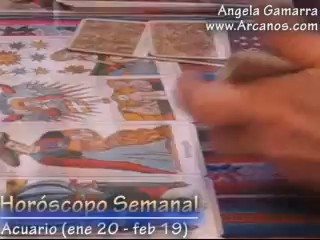 Angela Gamarra
www.Arcanos.com
Horóscopo Semanal
Acuario (ene 20 - feb 19)